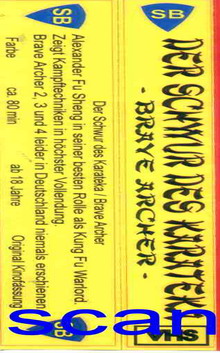 SB
DER SCHWUR DES KARATEKA
- BRAVE ARCHER -
VHS
SB
Der Schwur des Karateka / Brave Archer
Alexander Fu Sheng in seiner besten Rolle als Kung Fu Warlord.
Zeigt Kampftechniken in höchster Vollendung.
Brave Archer 2, 3 und 4 leider in Deutschland niemals erschienen
Farbe ca. 80 min ab 18 Jahre Original Kinofassung
SB
scan